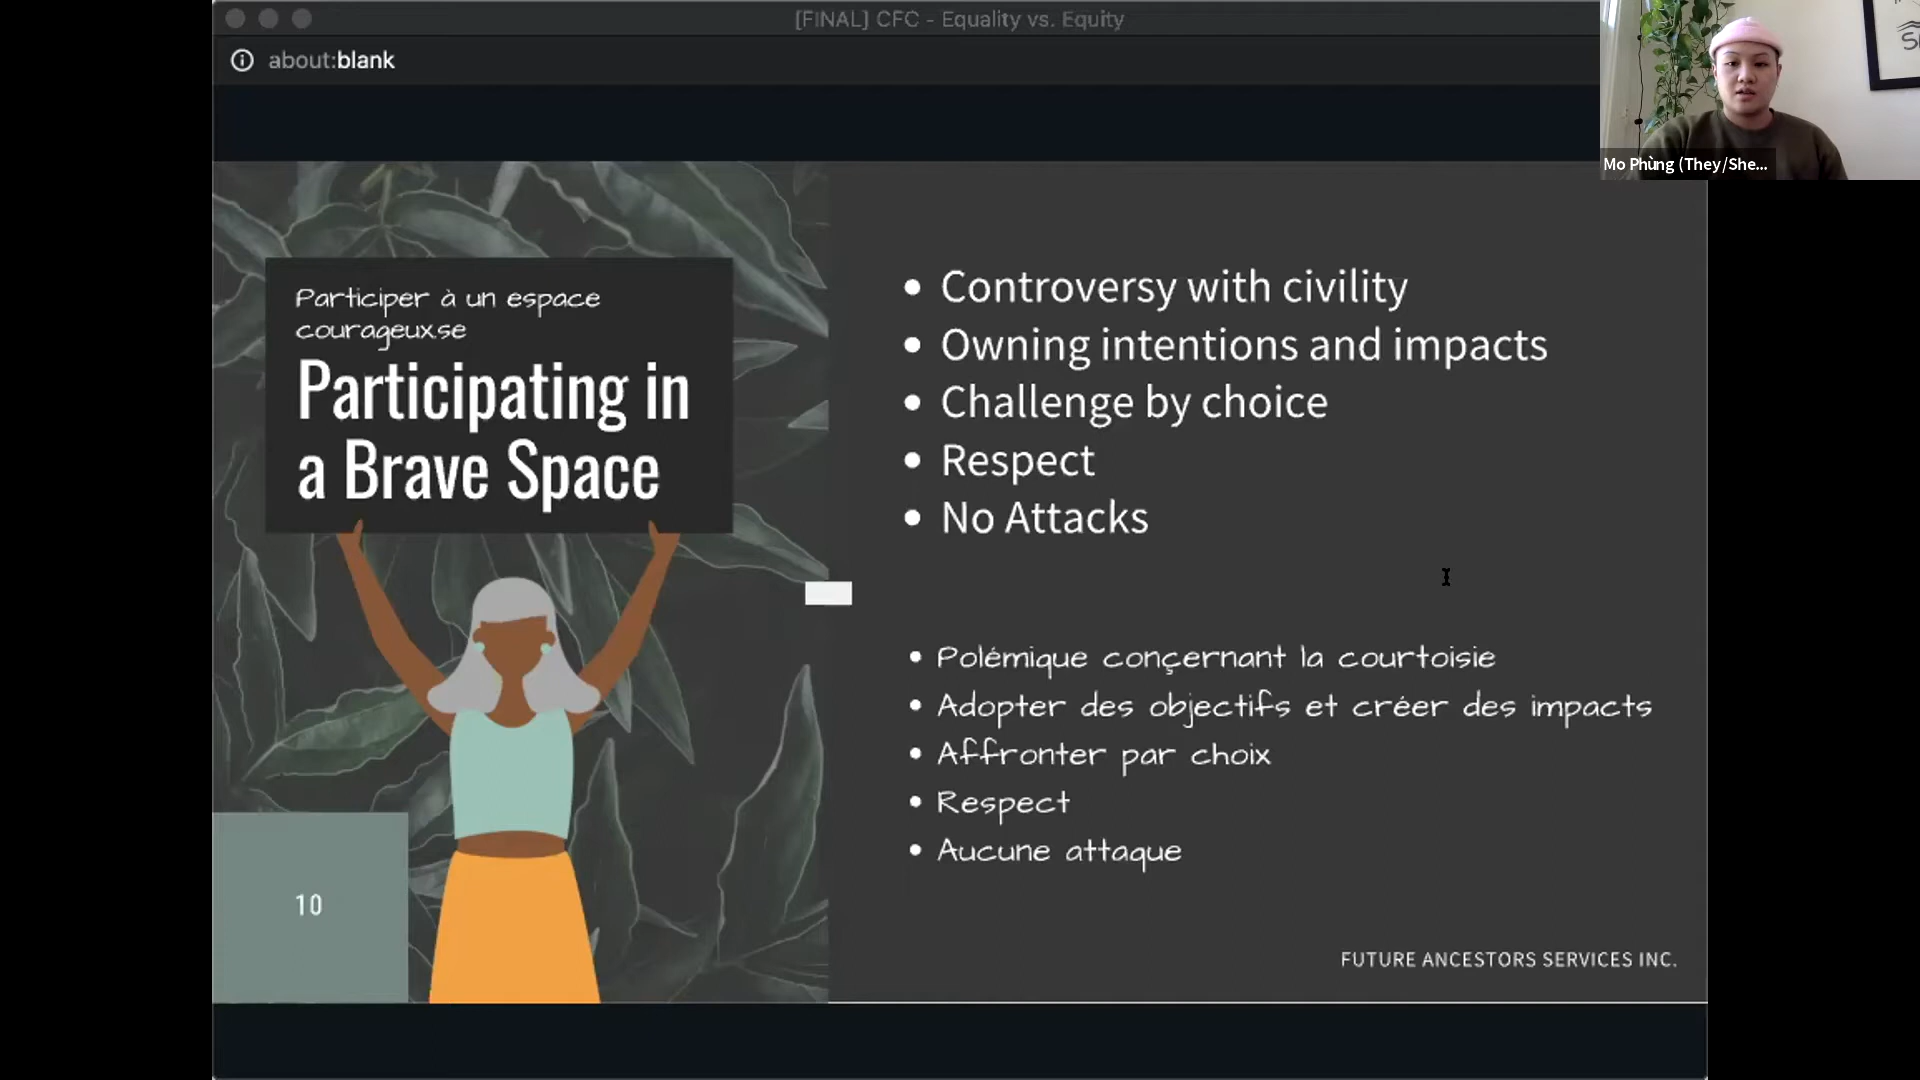 [FINAL] CFC - Equality vs. Equity
about:blank
Mo Phùng (They/She...
Participer à un espace
courageux.se
Participating in
a Brave Space
• Controversy with civility
• Owning intentions and impacts
• Challenge by choice
• Respect
• No Attacks
• Polémique conçernant la courtoisie
• Adopter des objectifs et créer des impacts
• Affronter par choix
• Respect
• Aucune attaque
10
FUTURE ANCESTORS SERVICES INC.